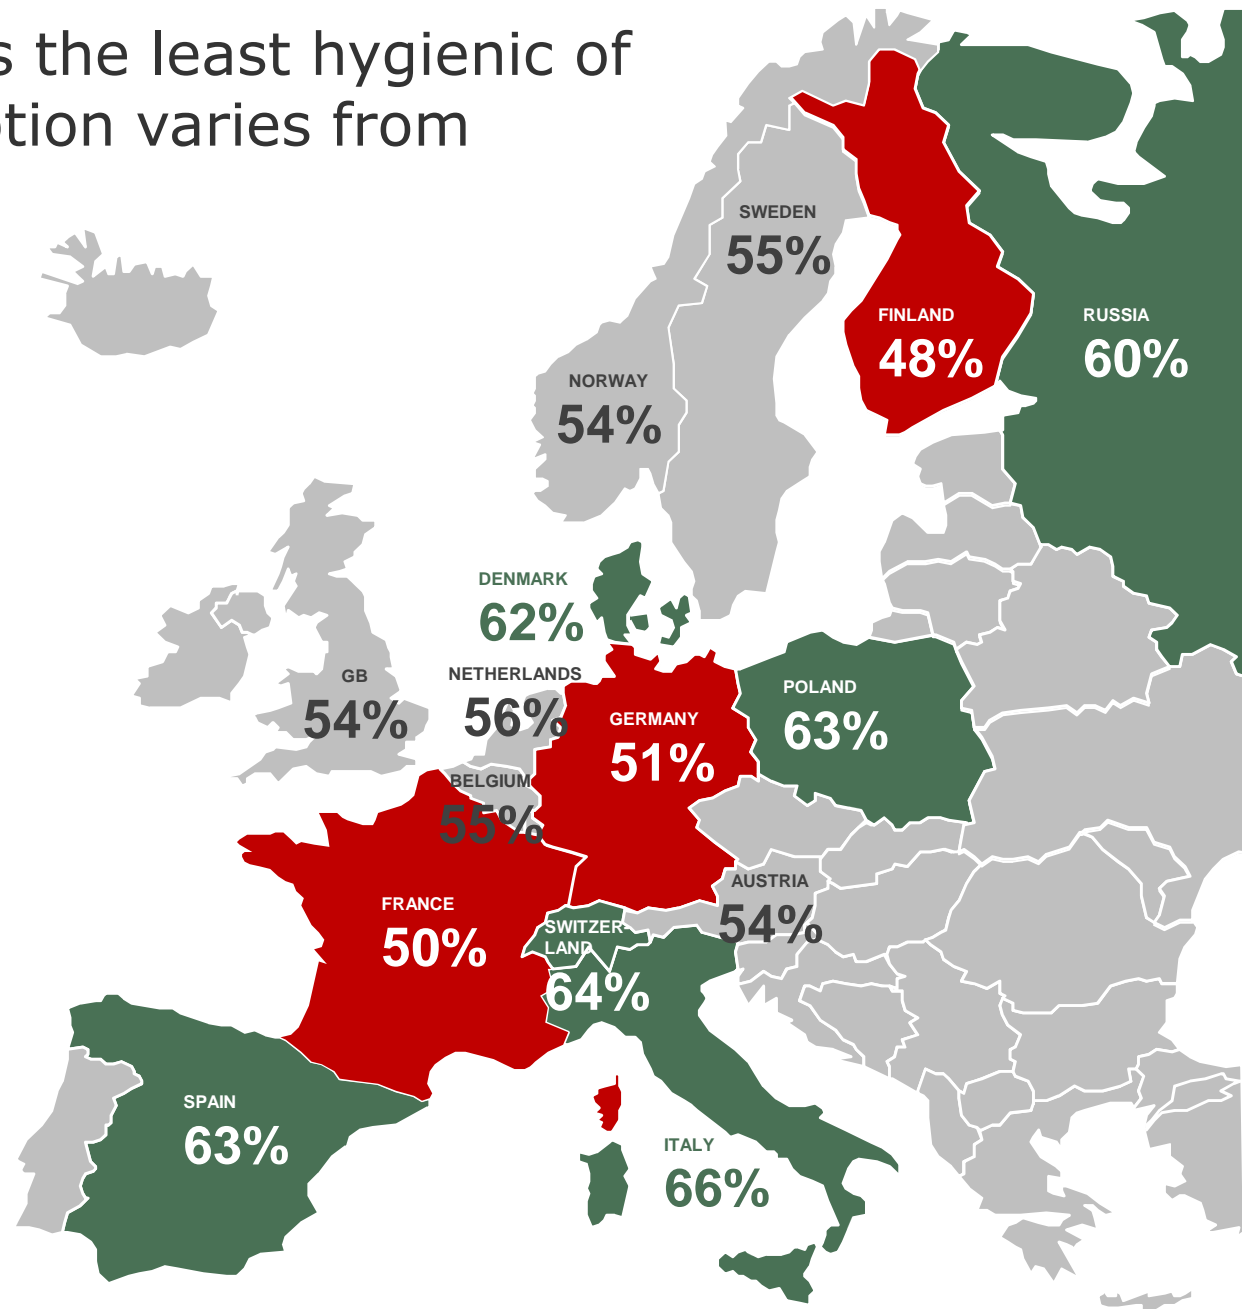 s the least hygienic of
ption varies from
SWEDEN
55%
FINLAND
48%
RUSSIA
60%
NORWAY
54%
DENMARK
62%
GB
54%
NETHERLANDS
56%
GERMANY
51%
POLAND
63%
BELGIUM
55%
AUSTRIA
54%
FRANCE
50%
SWITZER-
LAND
64%
SPAIN
63%
ITALY
66%